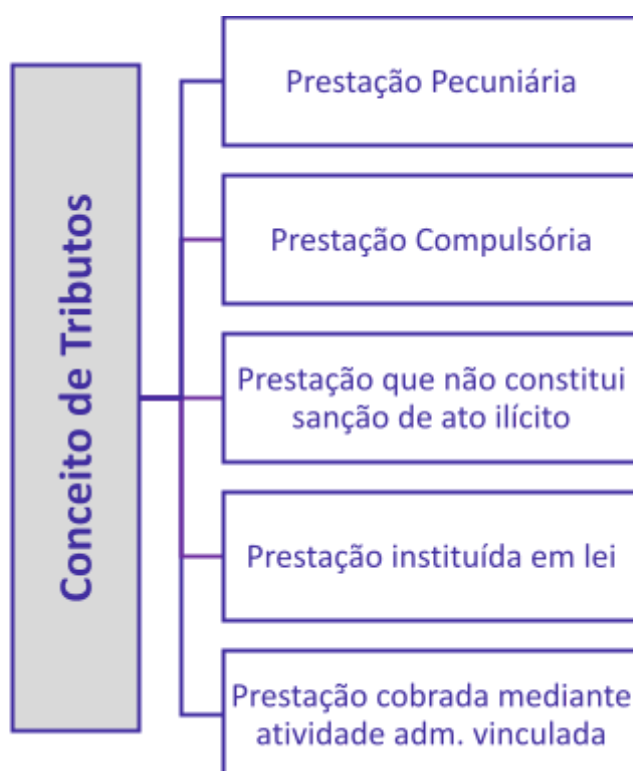 Conceito de Tributos
Prestação Pecuniária
Prestação Compulsória
Prestação que não constitui
sanção de ato ilícito
Prestação instituída em lei
Prestação cobrada mediante
atividade adm. vinculada